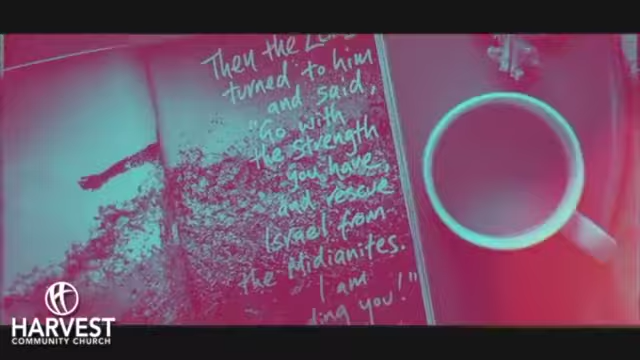 Then the
turned to him
and said,
"Go with
the strength
you have,
and rescue
Israel from
the Midianites.
I am
you!"
HARVEST
COMMUNITY CHURCH